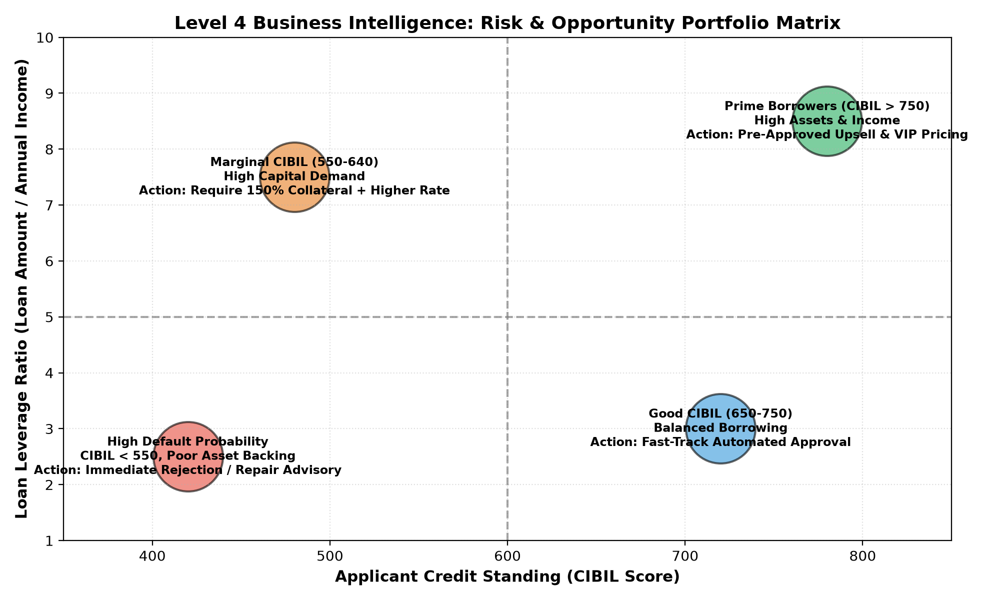 Level 4 Business Intelligence: Risk & Opportunity Portfolio Matrix
Loan Leverage Ratio (Loan Amount / Annual Income)
10
9
8
7
6
5
4
3
2
1
Prime Borrowers (CIBIL > 750)
High Assets & Income
Action: Pre-Approved Upsell & VIP Pricing
Marginal CIBIL (550-640)
High Capital Demand
Action: Require 150% Collateral + Higher Rate
Good CIBIL (650-750)
Balanced Borrowing
Action: Fast-Track Automated Approval
High Default Probability
CIBIL < 550, Poor Asset Backing
Action: Immediate Rejection / Repair Advisory
400 500 600 700 800
Applicant Credit Standing (CIBIL Score)